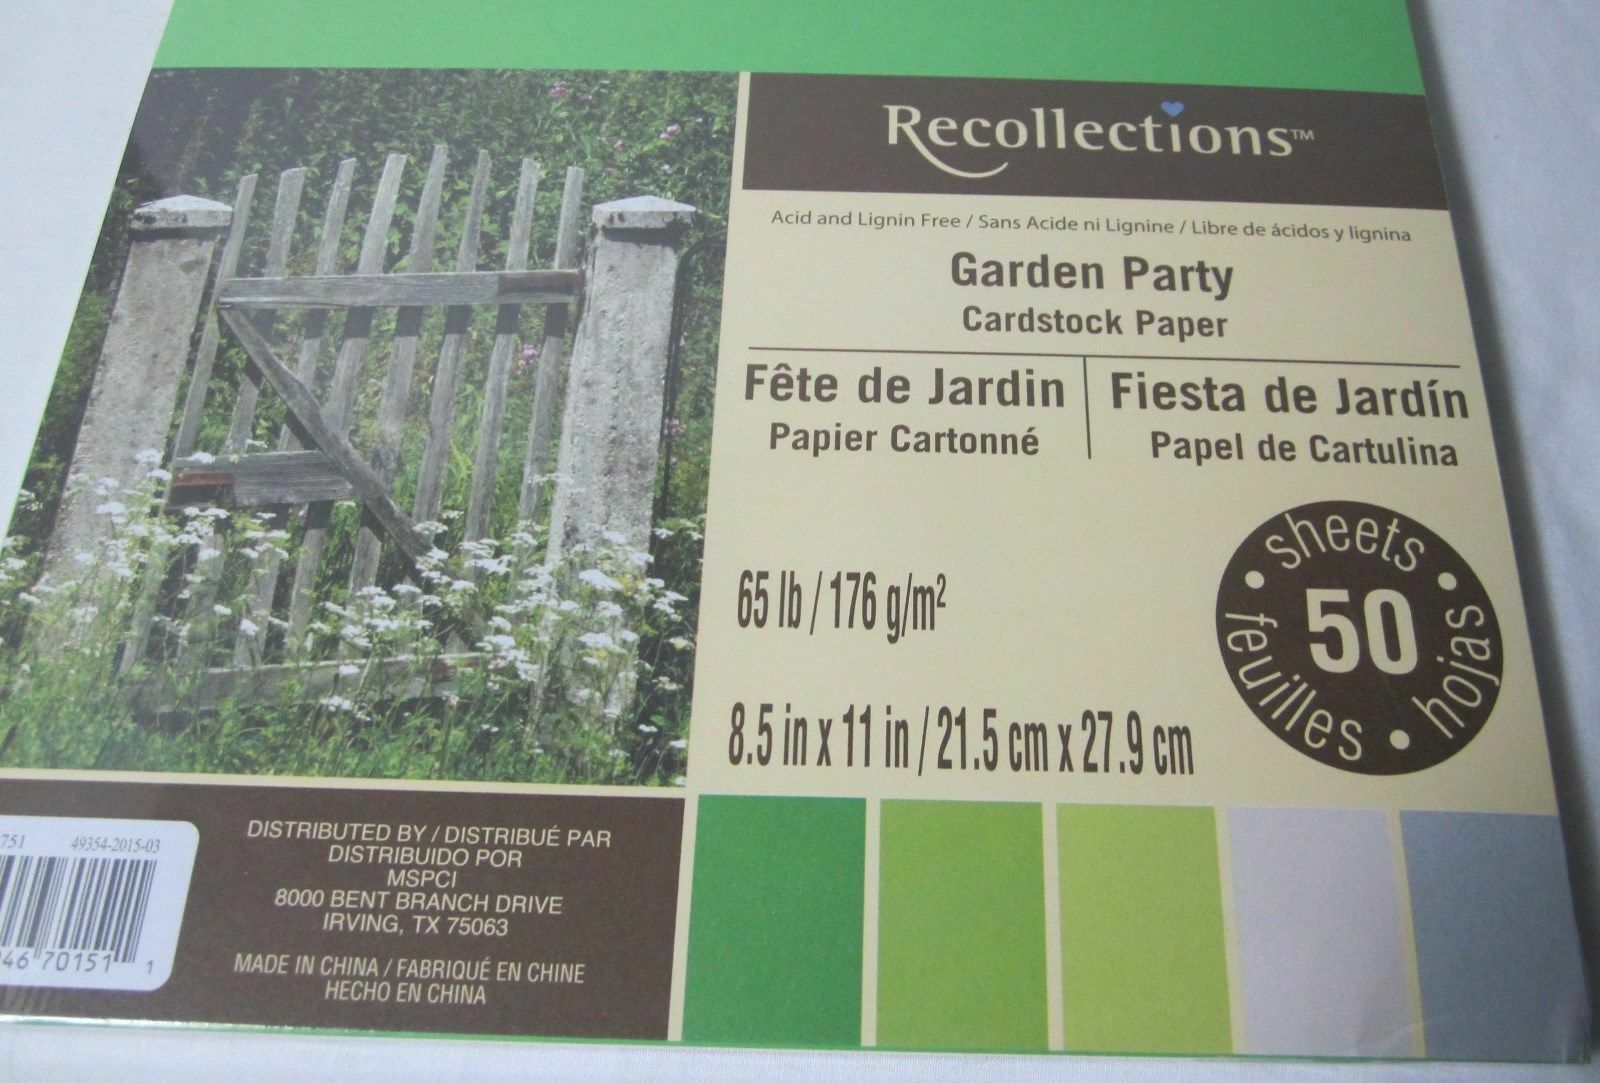 Recollections™
Acid and Lignin Free / Sans Acide ni Lignine / Libre de ácidos y lignina
Garden Party
Cardstock Paper
Fête de Jardin
Papier Cartonné
Fiesta de Jardín
Papel de Cartulina
65 lb / 176 g/m²
8.5 in x 11 in / 21.5 cm x 27.9 cm
• sheets •
50
feuilles • hojas
751 49354-2015-03
46 70151 1
DISTRIBUTED BY / DISTRIBUÉ PAR
DISTRIBUIDO POR
MSPCI
8000 BENT BRANCH DRIVE
IRVING, TX 75063
MADE IN CHINA / FABRIQUÉ EN CHINE
HECHO EN CHINA